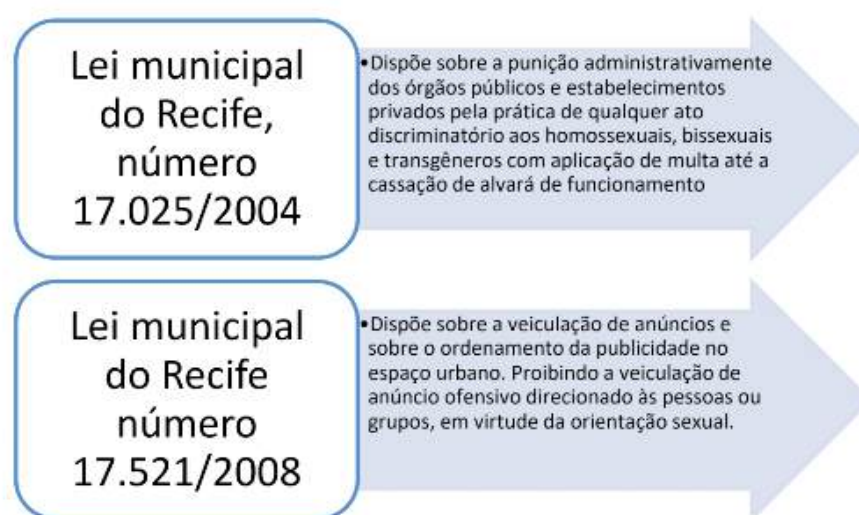 Lei municipal
do Recife,
número
17.025/2004
•Dispõe sobre a punição administrativamente
dos órgãos públicos e estabelecimentos
privados pela prática de qualquer ato
discriminatório aos homossexuais, bissexuais
e transgêneros com aplicação de multa até a
cassação de alvará de funcionamento
Lei municipal
do Recife
número
17.521/2008
•Dispõe sobre a veiculação de anúncios e
sobre o ordenamento da publicidade no
espaço urbano. Proibindo a veiculação de
anúncio ofensivo direcionado às pessoas ou
grupos, em virtude da orientação sexual.